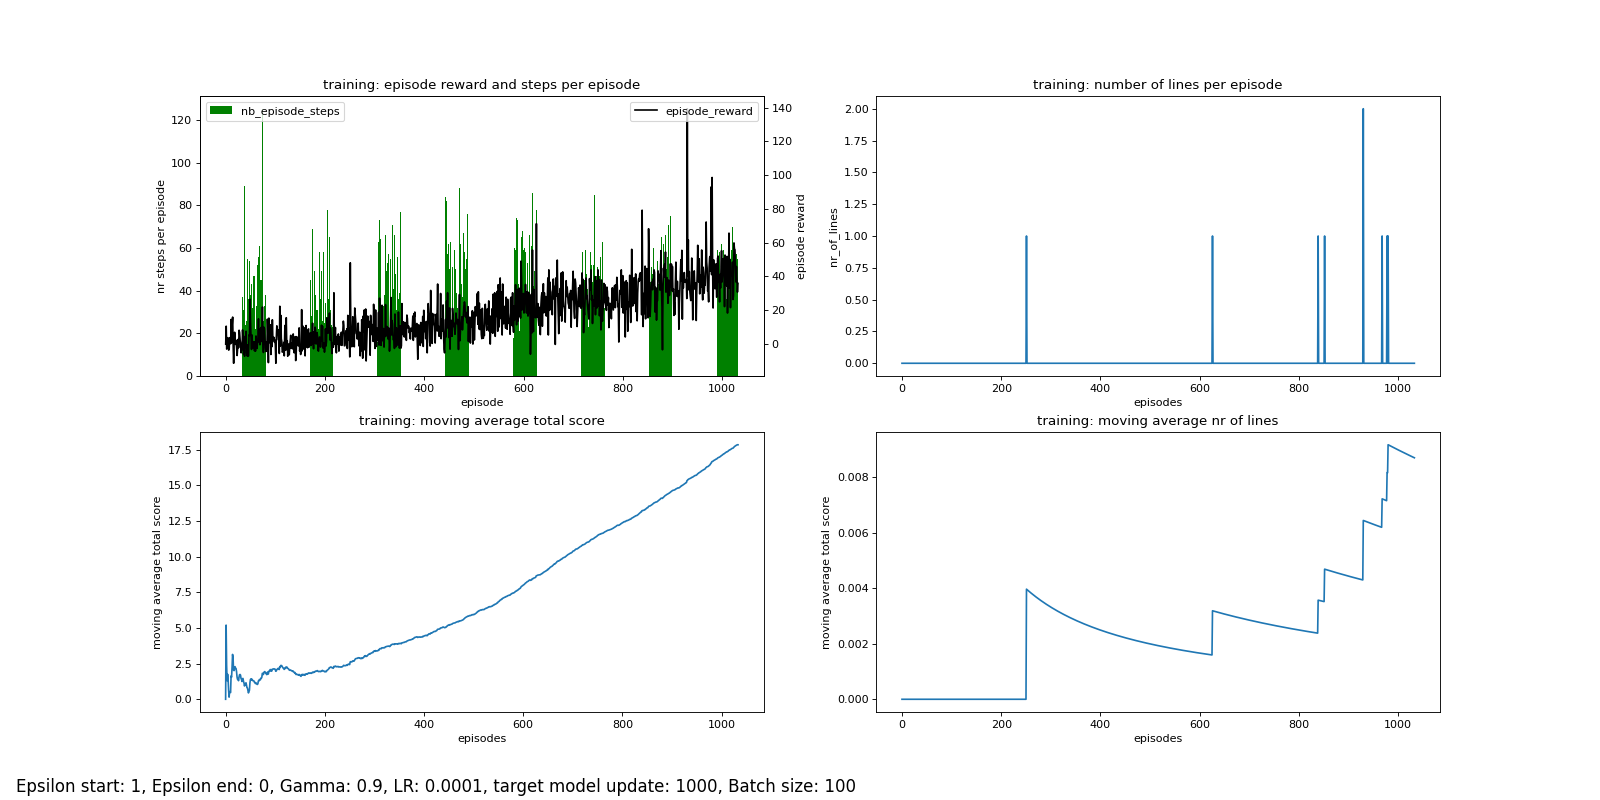 training: episode reward and steps per episode
nb_episode_steps
episode_reward
nr steps per episode
120
100
80
60
40
20
0
140
120
100
80
60
40
20
0
episode reward
0 200 400 600 800 1000
episode
training: number of lines per episode
nr_of_lines
2.00
1.75
1.50
1.25
1.00
0.75
0.50
0.25
0.00
0 200 400 600 800 1000
episodes
training: moving average total score
moving average total score
17.5
15.0
12.5
10.0
7.5
5.0
2.5
0.0
0 200 400 600 800 1000
episodes
training: moving average nr of lines
moving average total score
0.008
0.006
0.004
0.002
0.000
0 200 400 600 800 1000
episodes
Epsilon start: 1, Epsilon end: 0, Gamma: 0.9, LR: 0.0001, target model update: 1000, Batch size: 100